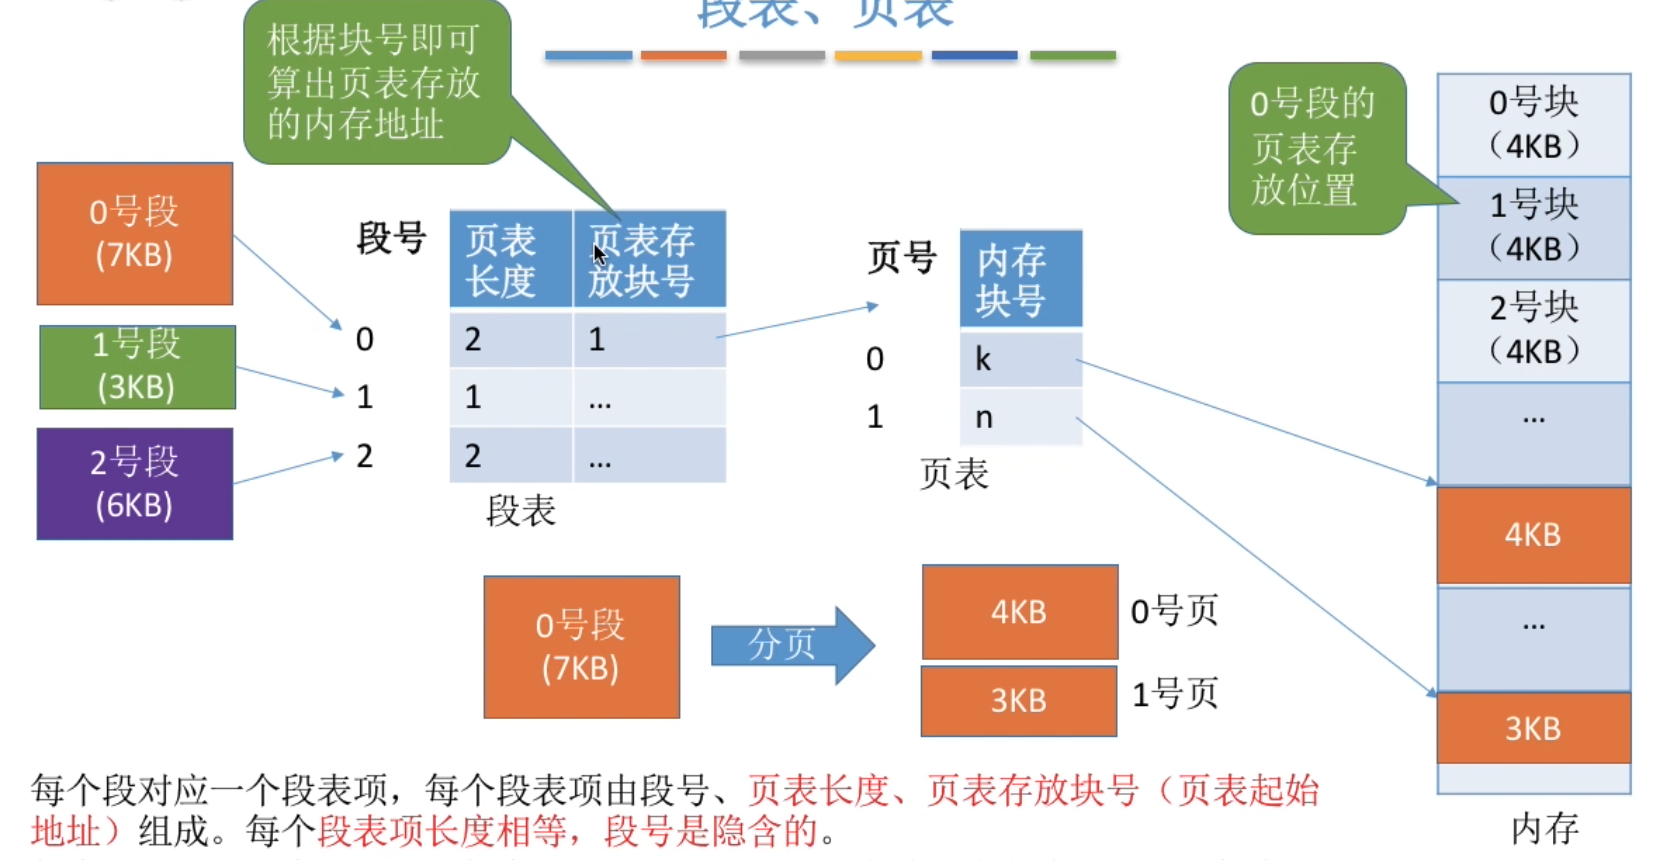 段表、页表
根据块号即可
算出页表存放
的内存地址
0号段的
页表存
放位置
0号段
(7KB)
1号段
(3KB)
2号段
(6KB)
段号
页表
长度
页表存
放块号
0
2
1
1
1
...
2
2
...
段表
页号
内存
块号
0
k
1
n
页表
0号块
（4KB）
1号块
（4KB）
2号块
（4KB）
...
4KB
...
3KB
内存
0号段
(7KB)
分页
4KB
0号页
3KB
1号页
每个段对应一个段表项，每个段表项由段号、页表长度、页表存放块号（页表起始
地址）组成。每个段表项长度相等，段号是隐含的。